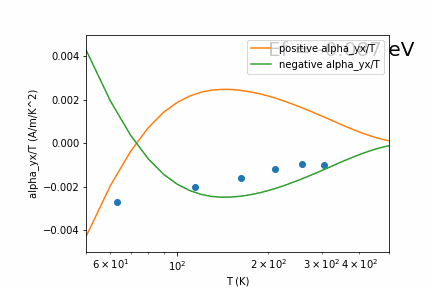 eV
positive alpha_yx/T
negative alpha_yx/T
alpha_yx/T (A/m/K^2)
0.004
0.002
0.000
−0.002
−0.004
6 × 10¹
10²
2 × 10²
3 × 10²
4 × 10²
T (K)